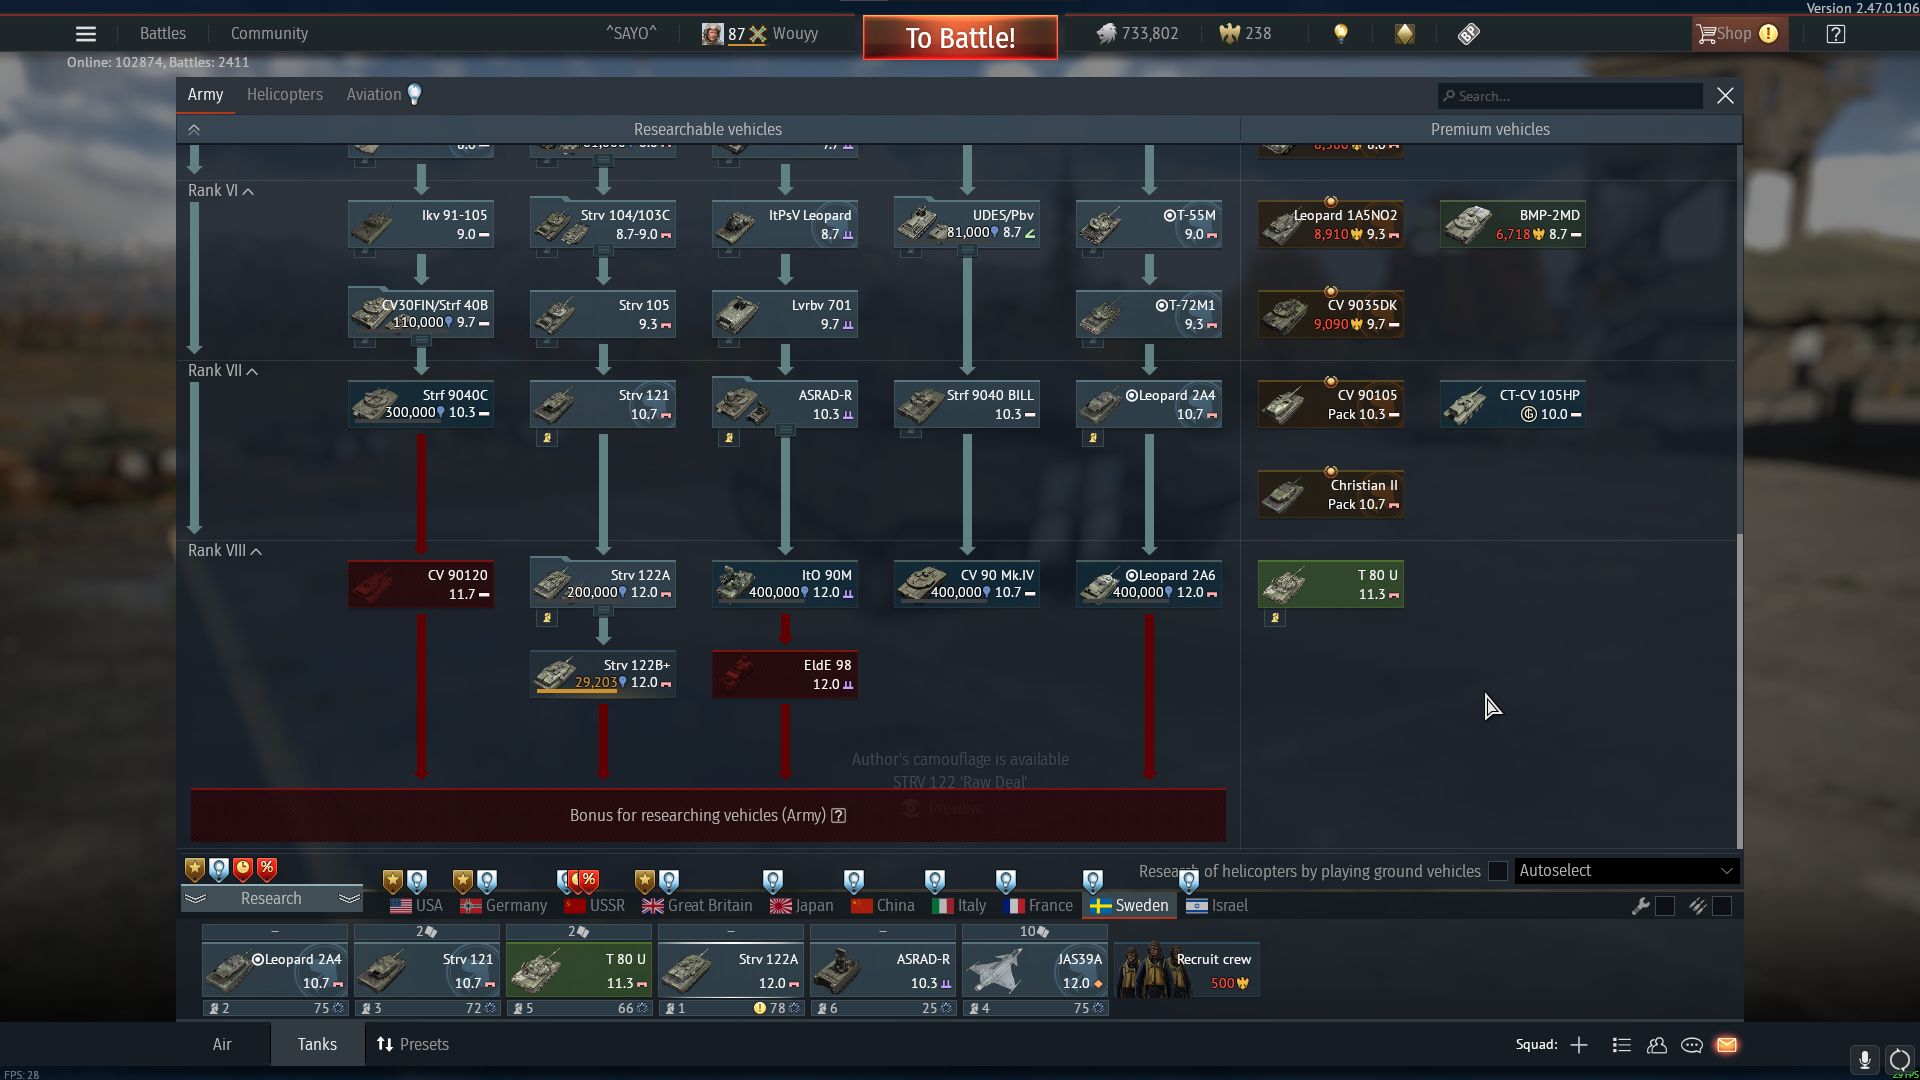 Version 2.47.0.106
Battles
Community
^SAYO^
87
Wouyy
To Battle!
733,802
238
Shop
Online: 102874, Battles: 2411
Army
Helicopters
Aviation
Search...
Researchable vehicles
Premium vehicles
Rank VI
Ikv 91-105
9.0
Strv 104/103C
8.7-9.0
ItPsV Leopard
8.7
UDES/Pbv
81,000 8.7
T-55M
9.0
Leopard 1A5NO2
8,910 9.3
BMP-2MD
6,718 8.7
CV30FIN/Strf 40B
110,000 9.7
Strv 105
9.3
Lvrbv 701
9.7
T-72M1
9.3
CV 9035DK
9,090 9.7
Rank VII
Strf 9040C
300,000 10.3
Strv 121
10.7
ASRAD-R
10.3
Strf 9040 BILL
10.3
Leopard 2A4
10.7
CV 90105
Pack 10.3
CT-CV 105HP
10.0
Christian II
Pack 10.7
Rank VIII
CV 90120
11.7
Strv 122A
200,000 12.0
ItO 90M
400,000 12.0
CV 90 Mk.IV
400,000 10.7
Leopard 2A6
400,000 12.0
T 80 U
11.3
Strv 122B+
29,203 12.0
EldE 98
12.0
Author's camouflage is available
STRV 122 'Raw Deal'
Preview
Bonus for researching vehicles (Army)
Research of helicopters by playing ground vehicles
Autoselect
Research
USA
Germany
USSR
Great Britain
Japan
China
Italy
France
Sweden
Israel
–
2
2
–
–
10
Leopard 2A4
10.7
Strv 121
10.7
T 80 U
11.3
Strv 122A
12.0
ASRAD-R
10.3
JAS39A
12.0
Recruit crew
500
2 75
3 72
5 66
1 78
6 25
4 75
Air
Tanks
Presets
Squad:
FPS: 28